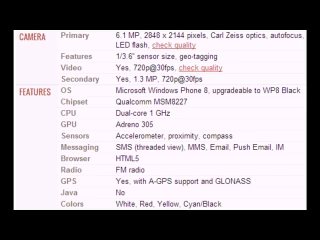 CAMERA Primary 6.1 MP, 2848 x 2144 pixels, Carl Zeiss optics, autofocus,
LED flash, check quality
Features 1/3.6" sensor size, geo-tagging
Video Yes, 720p@30fps, check quality
Secondary Yes, 1.3 MP, 720p@30fps
FEATURES OS Microsoft Windows Phone 8, upgradeable to WP8 Black
Chipset Qualcomm MSM8227
CPU Dual-core 1 GHz
GPU Adreno 305
Sensors Accelerometer, proximity, compass
Messaging SMS (threaded view), MMS, Email, Push Email, IM
Browser HTML5
Radio FM radio
GPS Yes, with A-GPS support and GLONASS
Java No
Colors White, Red, Yellow, Cyan/Black